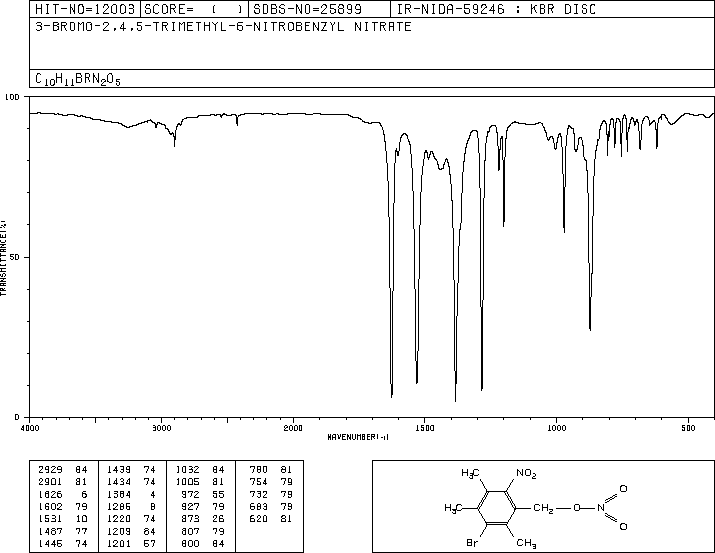 HIT-NO=12003 SCORE= ( ) SDBS-NO=25899 IR-NIDA-59246 : KBR DISC
3-BROMO-2,4,5-TRIMETHYL-6-NITROBENZYL NITRATE
C10H11BRN2O5
100
50
0
TRANSMITTANCE(%)
4000 3000 2000 1500 1000 500
WAVENUMBER(-1)
2929 84 1439 74 1032 84 780 81
2901 81 1434 74 1005 81 754 79
1626 6 1384 4 972 55 732 79
1602 79 1286 8 927 79 683 79
1531 10 1220 74 873 26 620 81
1487 77 1209 84 807 79
1446 74 1201 57 800 84
H3C NO2 O
H3C CH2 O N
Br CH3 O